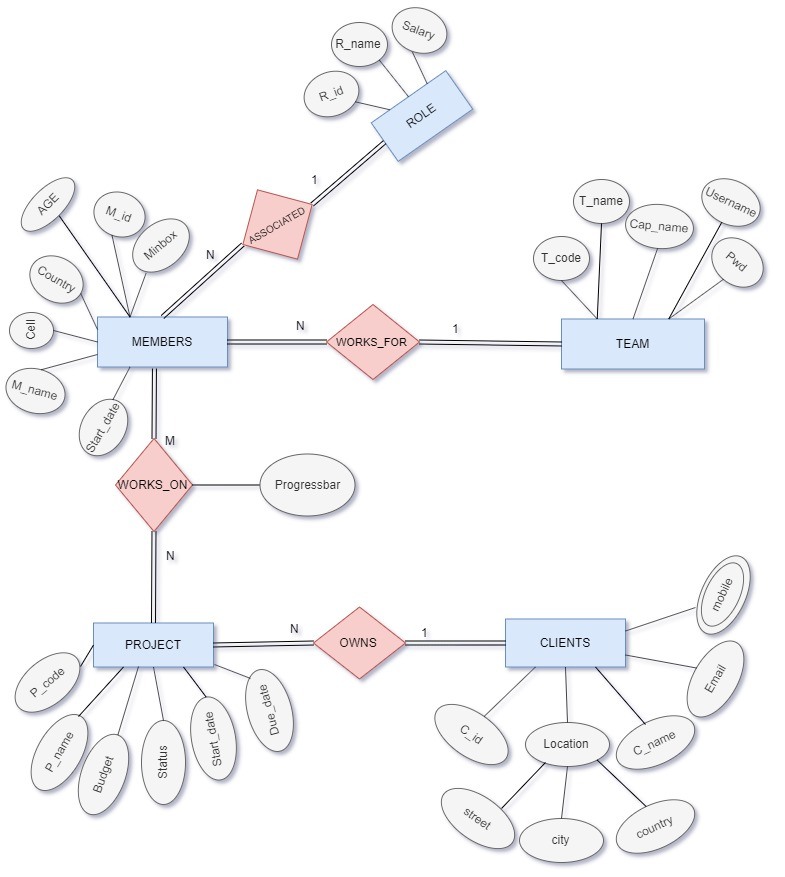 Salary
R_name
R_id
ROLE
1
ASSOCIATED
N
AGE
M_id
Minbox
Country
Cell
M_name
Start_date
MEMBERS
N
WORKS_FOR
1
TEAM
T_name
T_code
Cap_name
Username
Pwd
M
WORKS_ON
Progressbar
N
PROJECT
N
OWNS
1
CLIENTS
mobile
Email
P_code
P_name
Budget
Status
Start_date
Due_date
C_id
Location
C_name
street
city
country